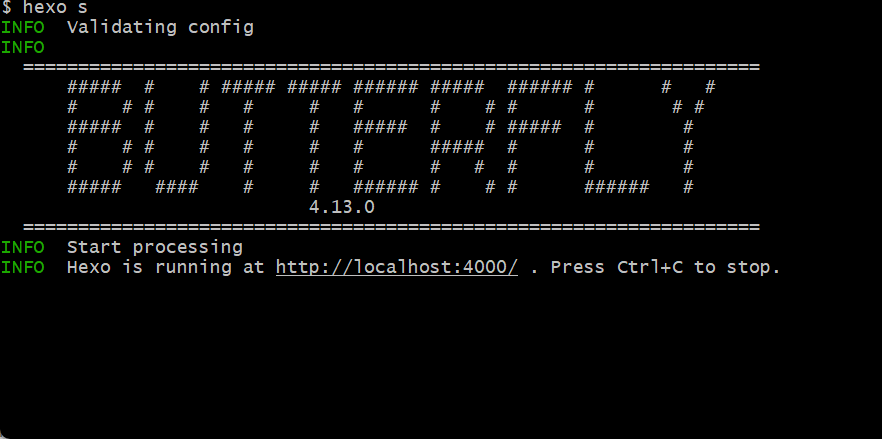 $ hexo s
INFO  Validating config
INFO
  ===================================================================
      #####  #    # ##### ##### ###### #####  ###### #      #   #
      #    # #    #   #     #   #      #    # #      #       # #
      #####  #    #   #     #   #####  #    # #####  #        #
      #    # #    #   #     #   #      #####  #      #        #
      #    # #    #   #     #   #      #   #  #      #        #
      #####   ####    #     #   ###### #    # #      ######   #
                            4.13.0
  ===================================================================
INFO  Start processing
INFO  Hexo is running at http://localhost:4000/ . Press Ctrl+C to stop.